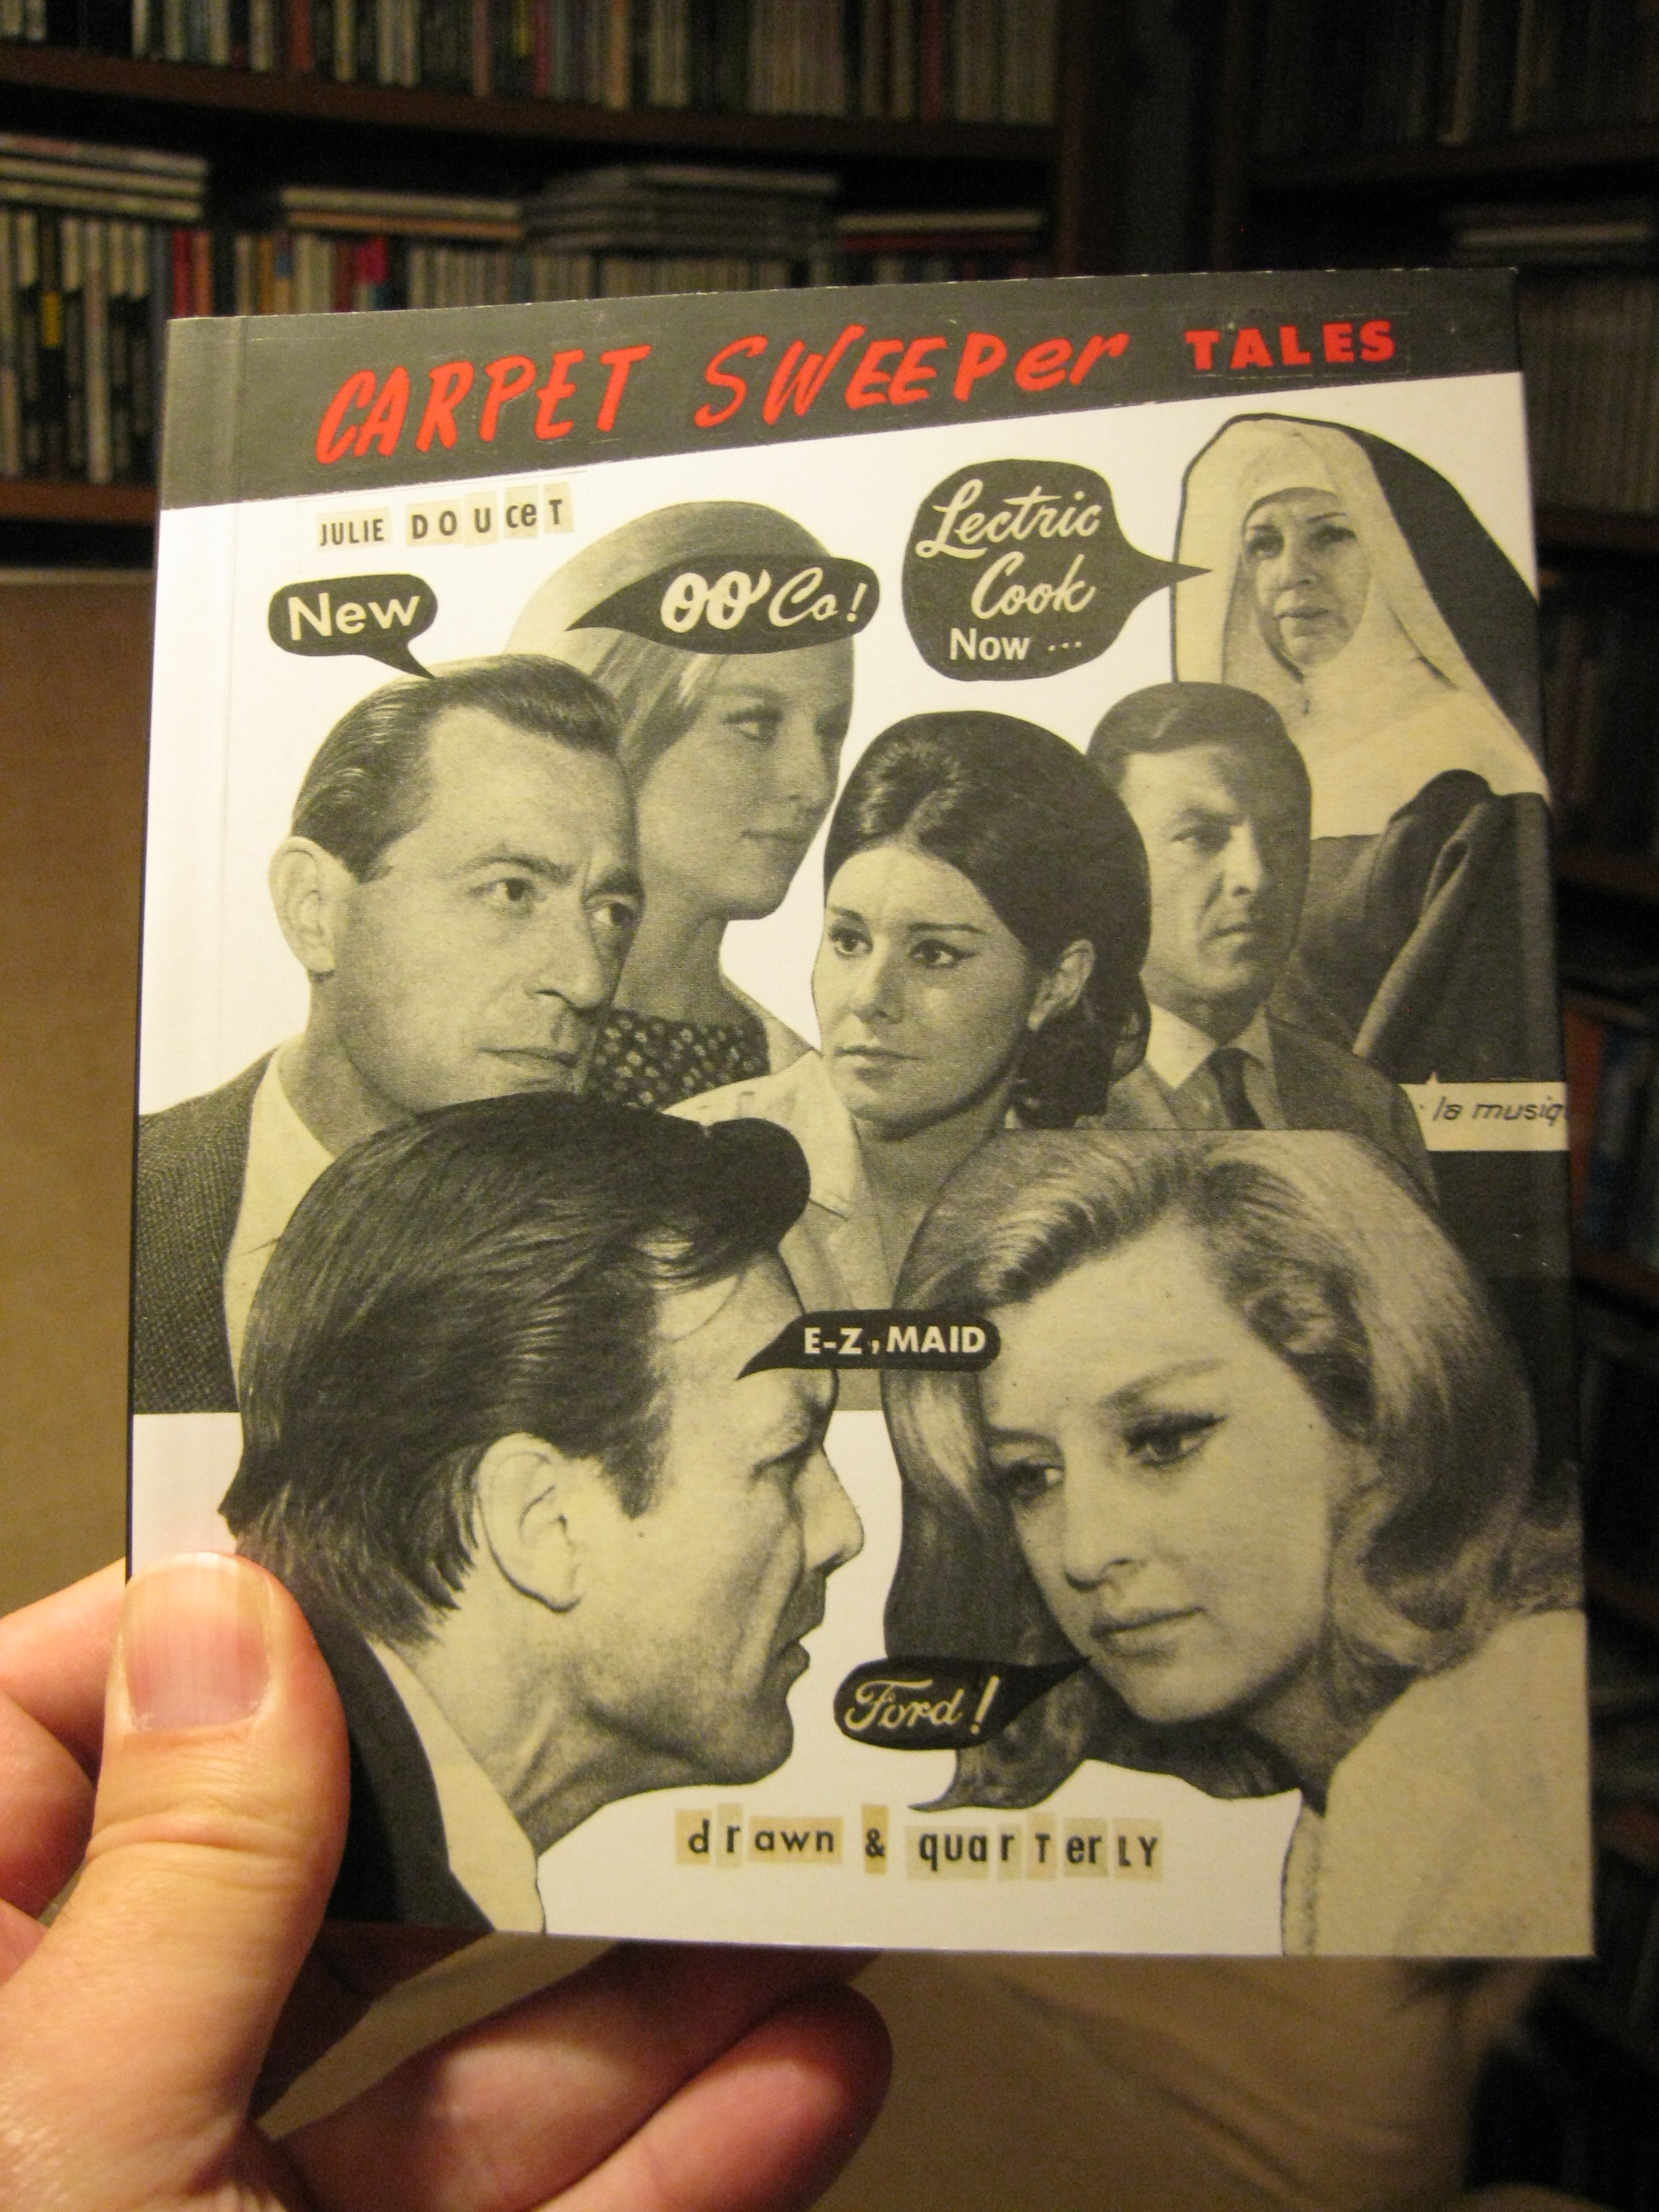 CARPET SWEEPer TALES
JULIE DOUceT
New
OO' Co!
Lectric
Cook
Now ...
la musiq
E-Z, MAID
Ford!
drawn & quarTerLY